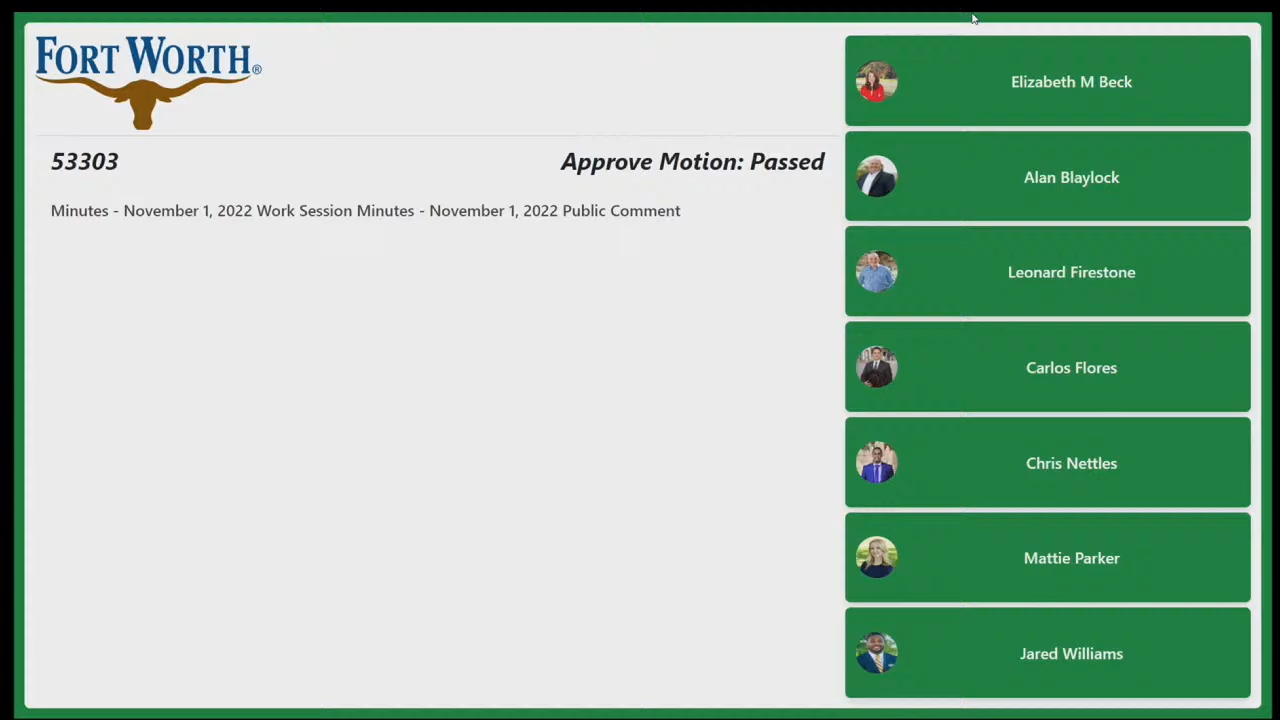 FORT WORTH®
53303
Approve Motion: Passed
Minutes - November 1, 2022 Work Session Minutes - November 1, 2022 Public Comment
Elizabeth M Beck
Alan Blaylock
Leonard Firestone
Carlos Flores
Chris Nettles
Mattie Parker
Jared Williams